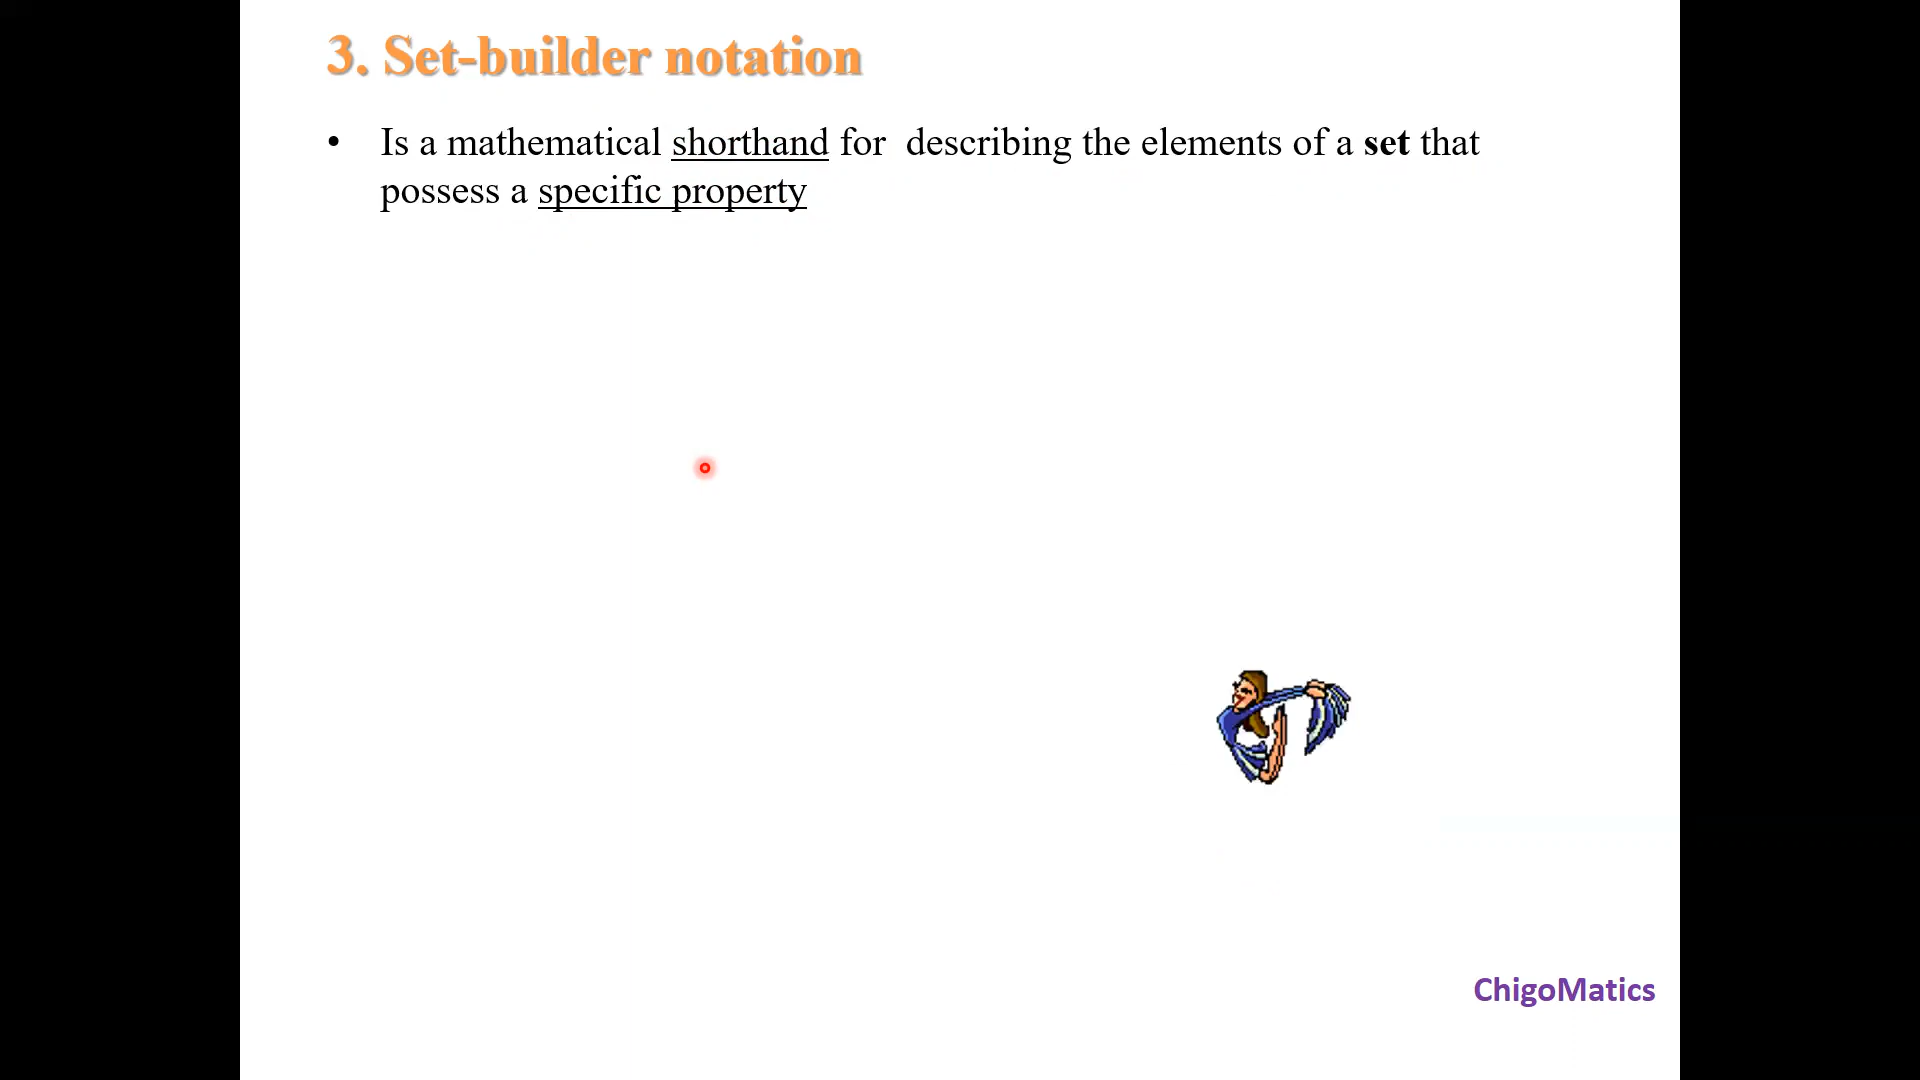 3. Set-builder notation
• Is a mathematical shorthand for  describing the elements of a set that
possess a specific property
ChigoMatics